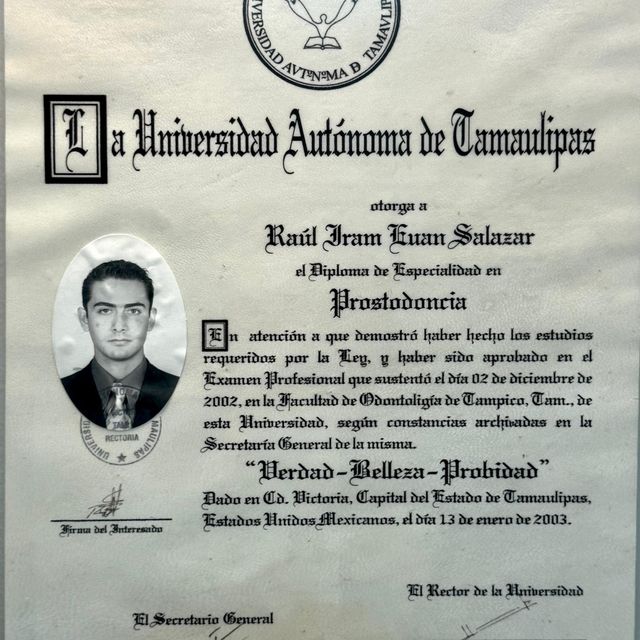 UNIVERSIDAD AVTºNºMA D TAMAVLIP
La Universidad Autónoma de Tamaulipas
otorga a
Raúl Iram Euan Salazar
el Diploma de Especialidad en
Prostodoncia
En atención a que demostró haber hecho los estudios
requeridos por la Ley, y haber sido aprobado en el
Examen Profesional que sustentó el día 02 de diciembre de
2002, en la Facultad de Odontoligía de Tampico, Tam., de
esta Universidad, según constancias archivadas en la
Secretaría General de la misma.
"Verdad-Belleza-Probidad"
Dado en Cd. Victoria, Capital del Estado de Tamaulipas,
Estados Unidos Mexicanos, el día 13 de enero de 2003.
RECTORIA
Firma del Interesado
El Rector de la Universidad
El Secretario General